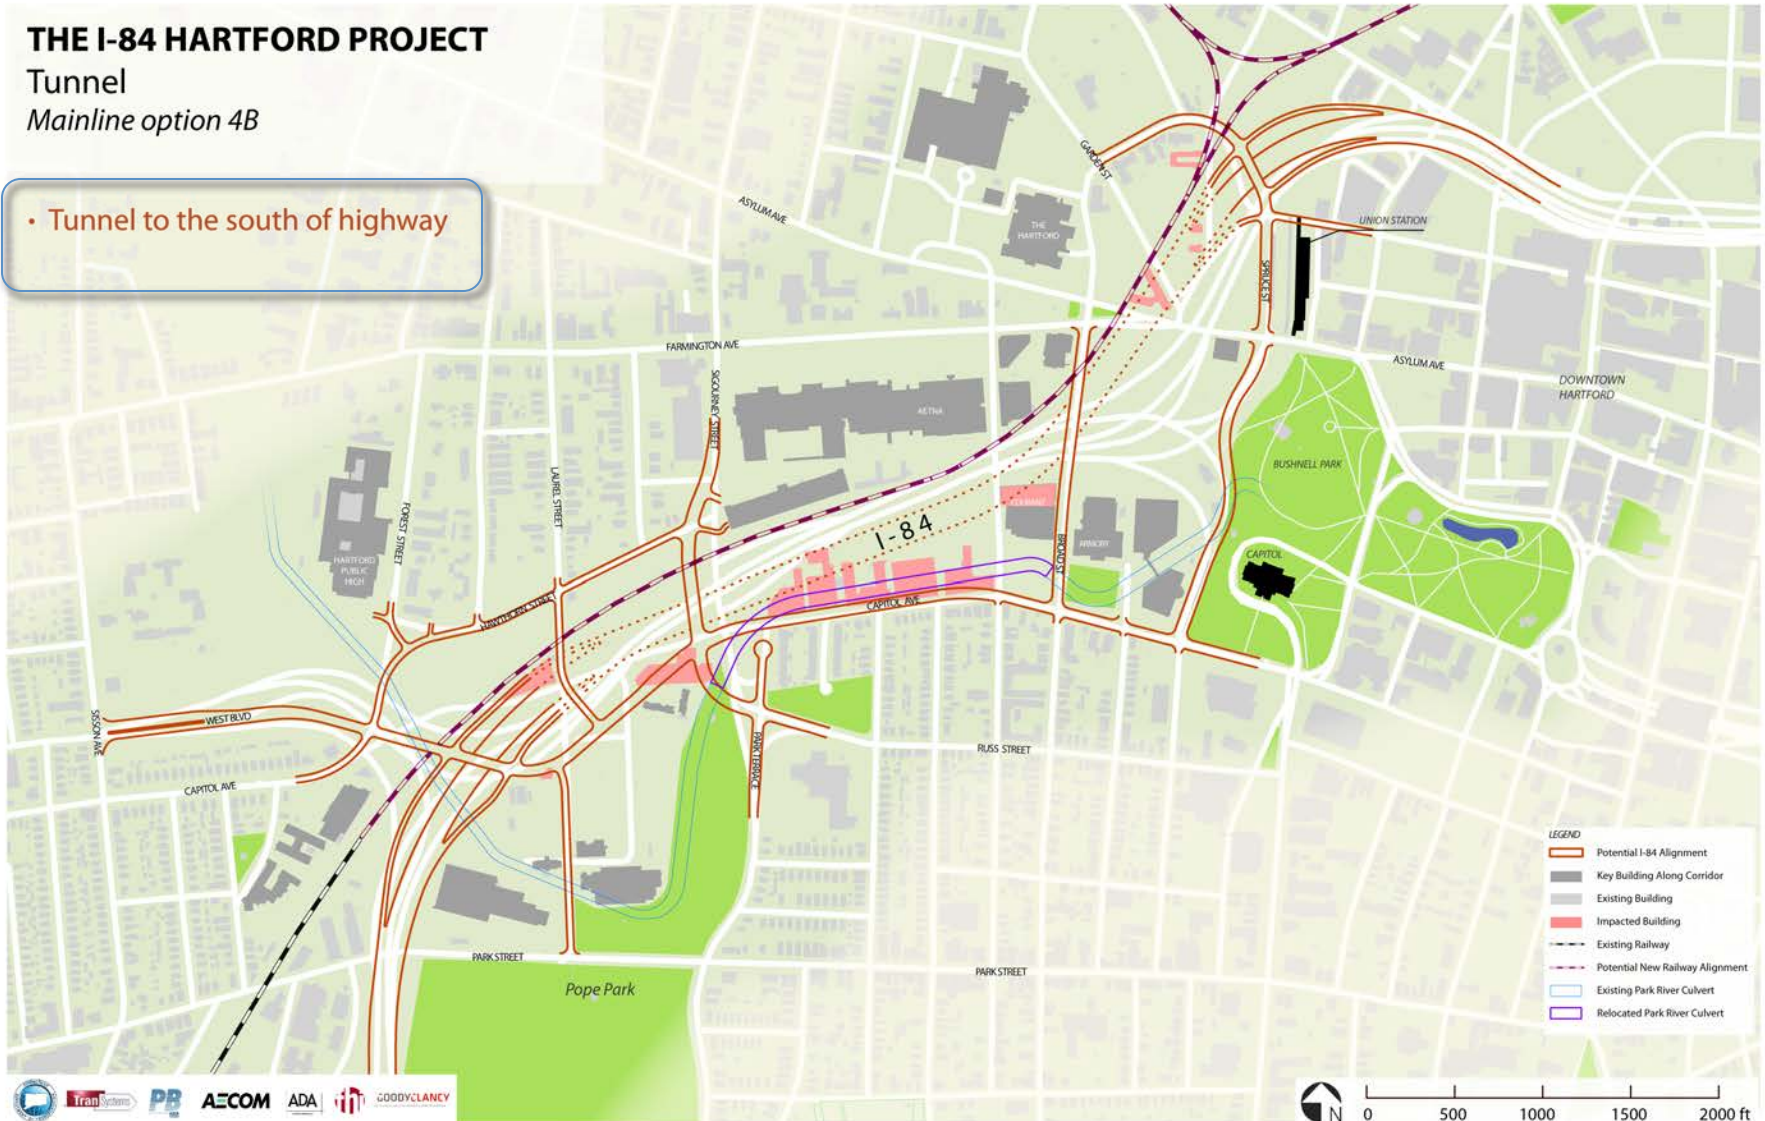 THE I-84 HARTFORD PROJECT
Tunnel
Mainline option 4B
• Tunnel to the south of highway
GARDEN ST
ASYLUM AVE
THE
HARTFORD
UNION STATION
SPRUCE ST
FARMINGTON AVE
ASYLUM AVE
DOWNTOWN
HARTFORD
SIGOURNEY STREET
AETNA
BUSHNELL PARK
LAUREL STREET
FOREST STREET
COURANT
I-84
HARTFORD
PUBLIC
HIGH
BROAD ST
ARMORY
CAPITOL
HAWTHORN STREET
CAPITOL AVE
SISSON AVE
WEST BLVD
PARK TERRACE
RUSS STREET
CAPITOL AVE
PARK STREET
PARK STREET
Pope Park
LEGEND
Potential I-84 Alignment
Key Building Along Corridor
Existing Building
Impacted Building
Existing Railway
Potential New Railway Alignment
Existing Park River Culvert
Relocated Park River Culvert
TranSystems
PB
AECOM
ADA
fhi
GOODYCLANCY
N
0 500 1000 1500 2000 ft